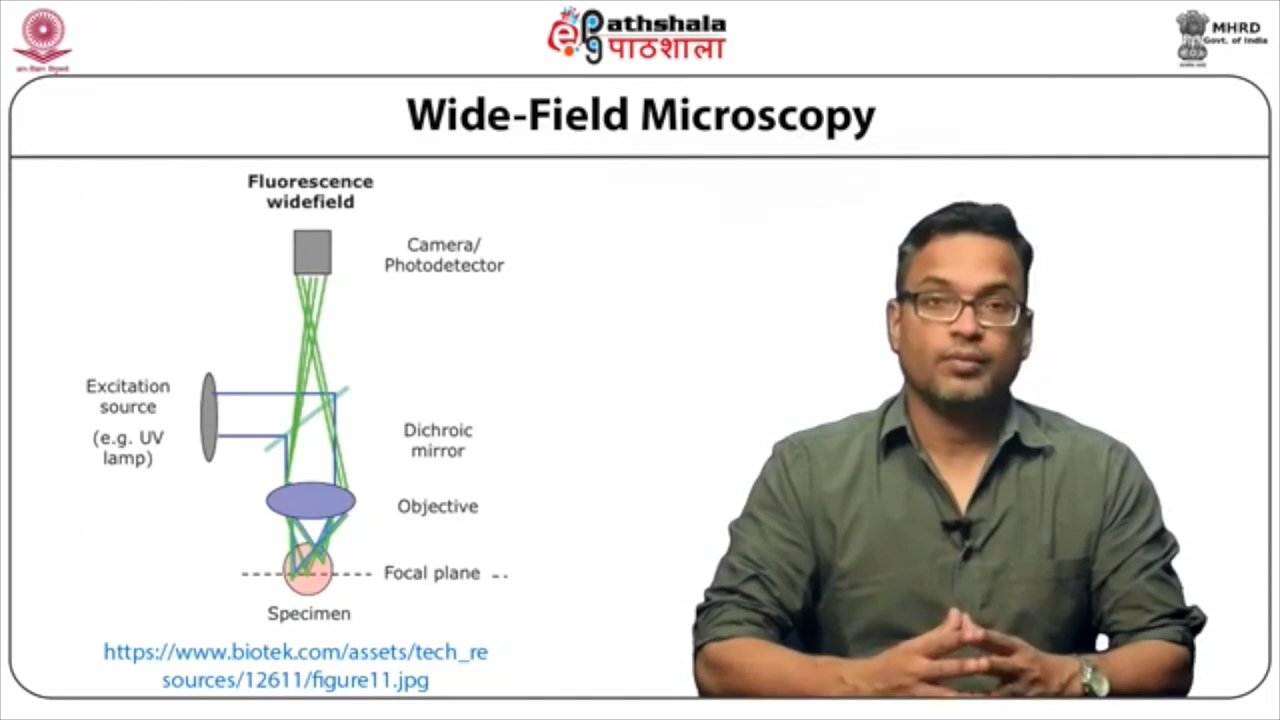 athshala
पाठशाला
MHRD
Govt. of India
Wide-Field Microscopy
Fluorescence
widefield
Camera/
Photodetector
Excitation
source
(e.g. UV
lamp)
Dichroic
mirror
Objective
Focal plane
Specimen
https://www.biotek.com/assets/tech_re
sources/12611/figure11.jpg